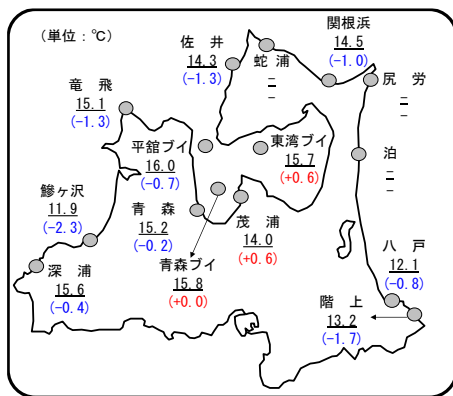 (単位：℃)
佐 井
14.3
(-1.3)
蛇 浦
－
－
関根浜
14.5
(-1.0)
尻 労
－
－
竜 飛
15.1
(-1.3)
平舘ブイ
16.0
(-0.7)
東湾ブイ
15.7
(+0.6)
泊
－
－
鰺ヶ沢
11.9
(-2.3)
青 森
15.2
(-0.2)
茂 浦
14.0
(+0.6)
青森ブイ
15.8
(+0.0)
深 浦
15.6
(-0.4)
八 戸
12.1
(-0.8)
階 上
13.2
(-1.7)